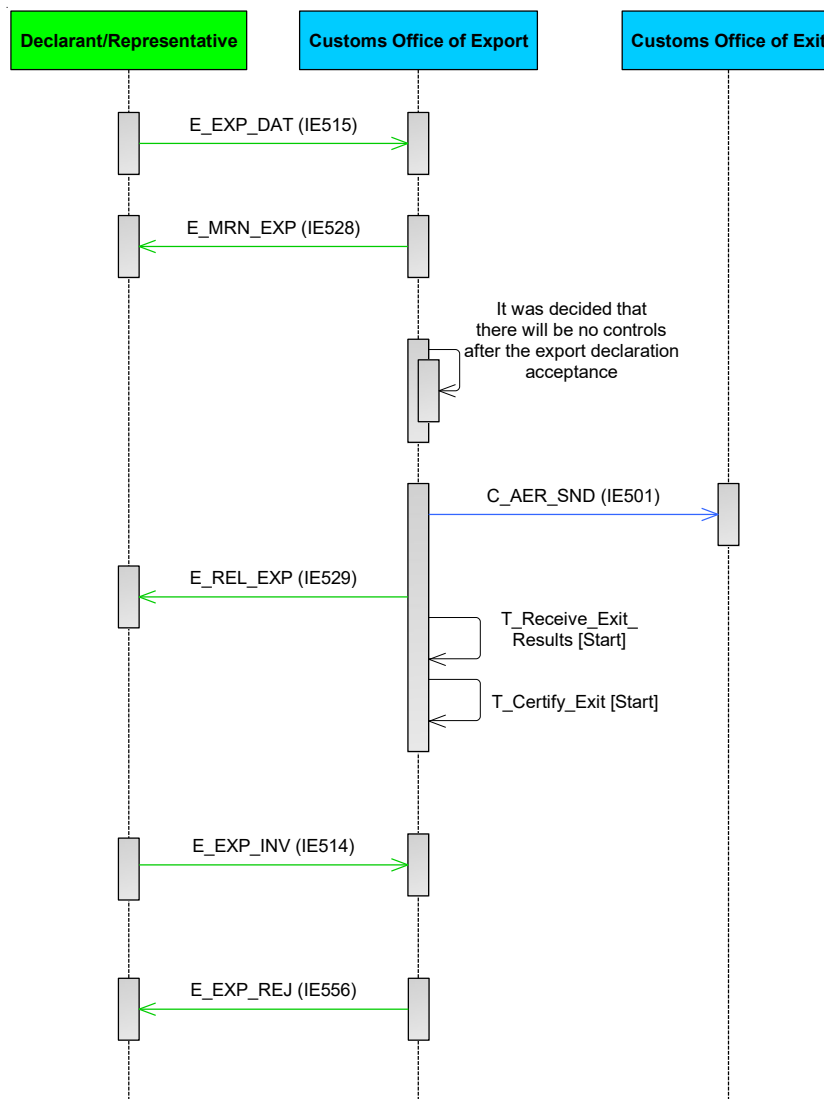 Declarant/Representative
Customs Office of Export
Customs Office of Exit
E_EXP_DAT (IE515)
E_MRN_EXP (IE528)
It was decided that
there will be no controls
after the export declaration
acceptance
C_AER_SND (IE501)
E_REL_EXP (IE529)
T_Receive_Exit_
Results [Start]
T_Certify_Exit [Start]
E_EXP_INV (IE514)
E_EXP_REJ (IE556)